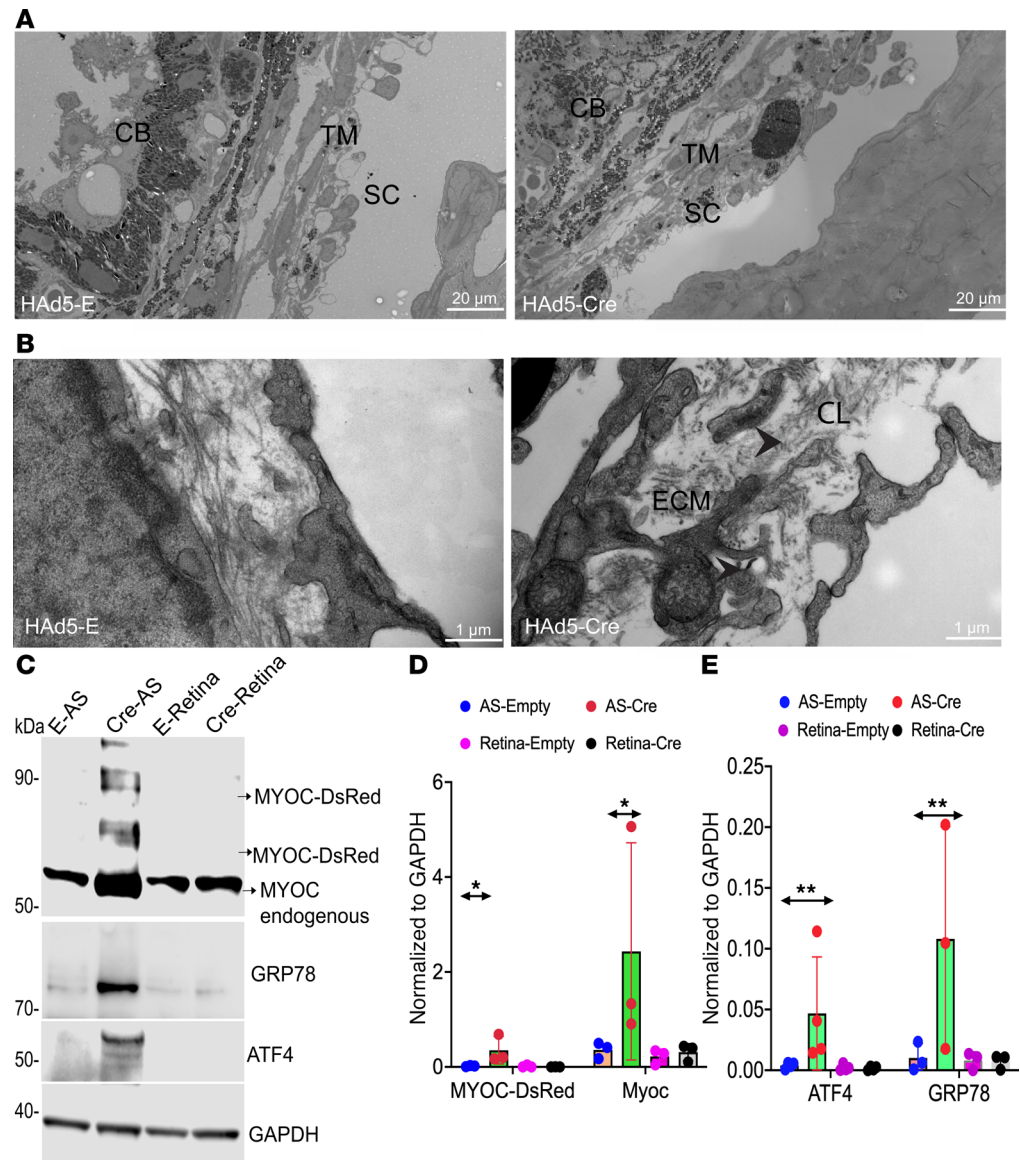 A
CB
TM
SC
HAd5-E
20 µm
CB
TM
SC
HAd5-Cre
20 µm
B
HAd5-E
1 µm
CL
ECM
HAd5-Cre
1 µm
C
kDa
E-AS
Cre-AS
E-Retina
Cre-Retina
90-
MYOC-DsRed
MYOC-DsRed
MYOC
endogenous
50-
GRP78
70-
ATF4
50-
40-
GAPDH
D
AS-Empty
AS-Cre
Retina-Empty
Retina-Cre
Normalized to GAPDH
6
4
2
0
*
*
MYOC-DsRed
Myoc
E
AS-Empty
AS-Cre
Retina-Empty
Retina-Cre
Normalized to GAPDH
0.25
0.20
0.15
0.10
0.05
0.00
**
**
ATF4
GRP78